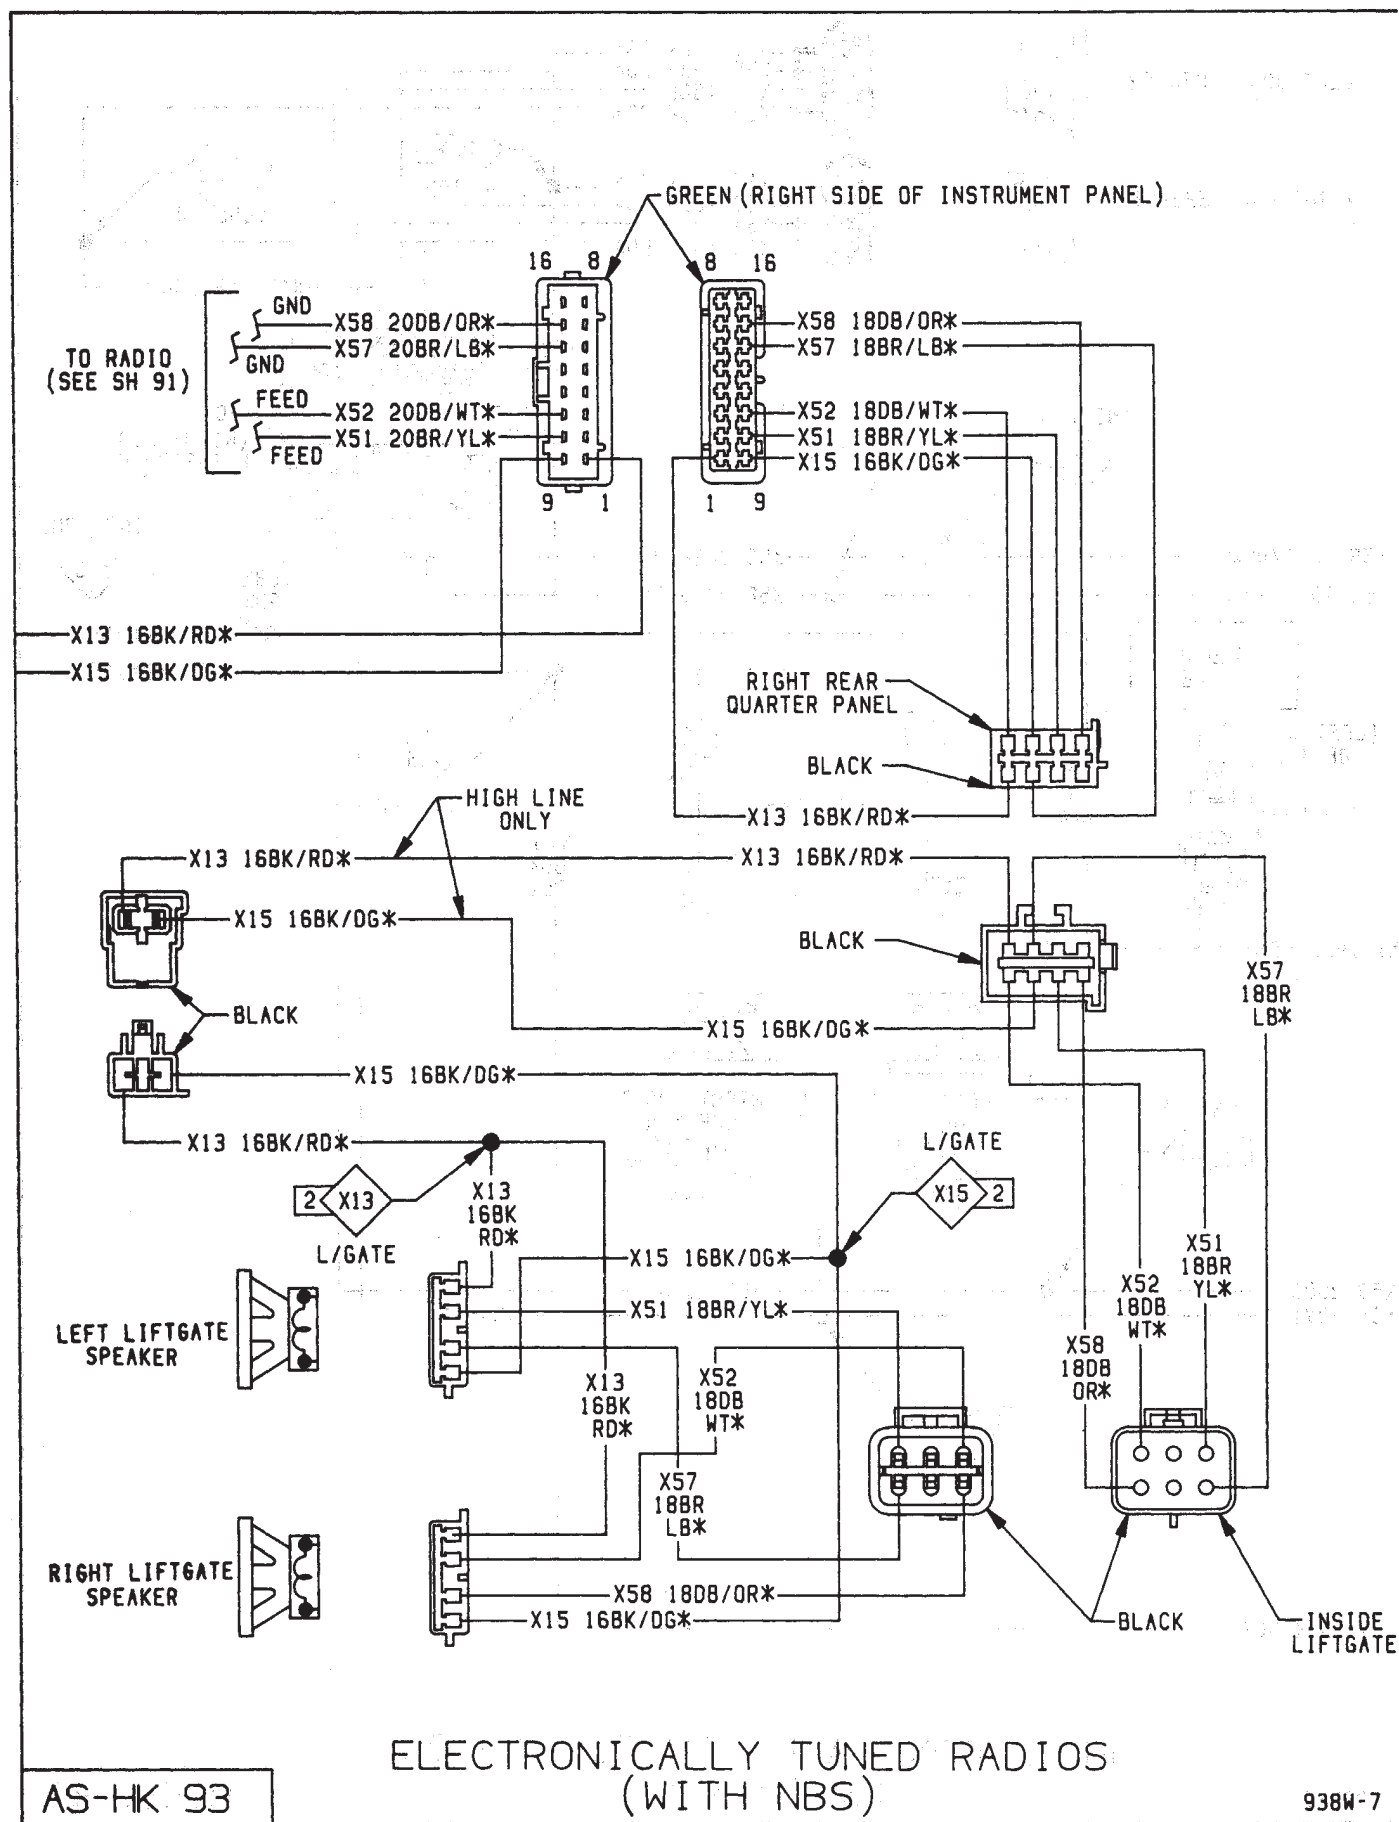 GREEN (RIGHT SIDE OF INSTRUMENT PANEL)
16 8
8 16
GND
X58 20DB/OR*
X57 20BR/LB*
GND
TO RADIO
(SEE SH 91)
FEED
X52 20DB/WT*
X51 20BR/YL*
FEED
X58 18DB/OR*
X57 18BR/LB*
X52 18DB/WT*
X51 18BR/YL*
X15 16BK/DG*
9 1
1 9
X13 16BK/RD*
X15 16BK/DG*
RIGHT REAR
QUARTER PANEL
BLACK
X13 16BK/RD*
HIGH LINE
ONLY
X13 16BK/RD*
X13 16BK/RD*
X15 16BK/DG*
BLACK
X57
18BR
LB*
BLACK
X15 16BK/DG*
X15 16BK/DG*
X13 16BK/RD*
L/GATE
X15 2
2 X13
L/GATE
X13
16BK
RD*
X15 16BK/DG*
X51 18BR/YL*
X51
18BR
YL*
X52
18DB
WT*
X58
18DB
OR*
LEFT LIFTGATE
SPEAKER
X13
16BK
RD*
X52
18DB
WT*
X57
18BR
LB*
RIGHT LIFTGATE
SPEAKER
X58 18DB/OR*
X15 16BK/DG*
BLACK
INSIDE
LIFTGATE
ELECTRONICALLY TUNED RADIOS
(WITH NBS)
AS-HK 93
938W-7